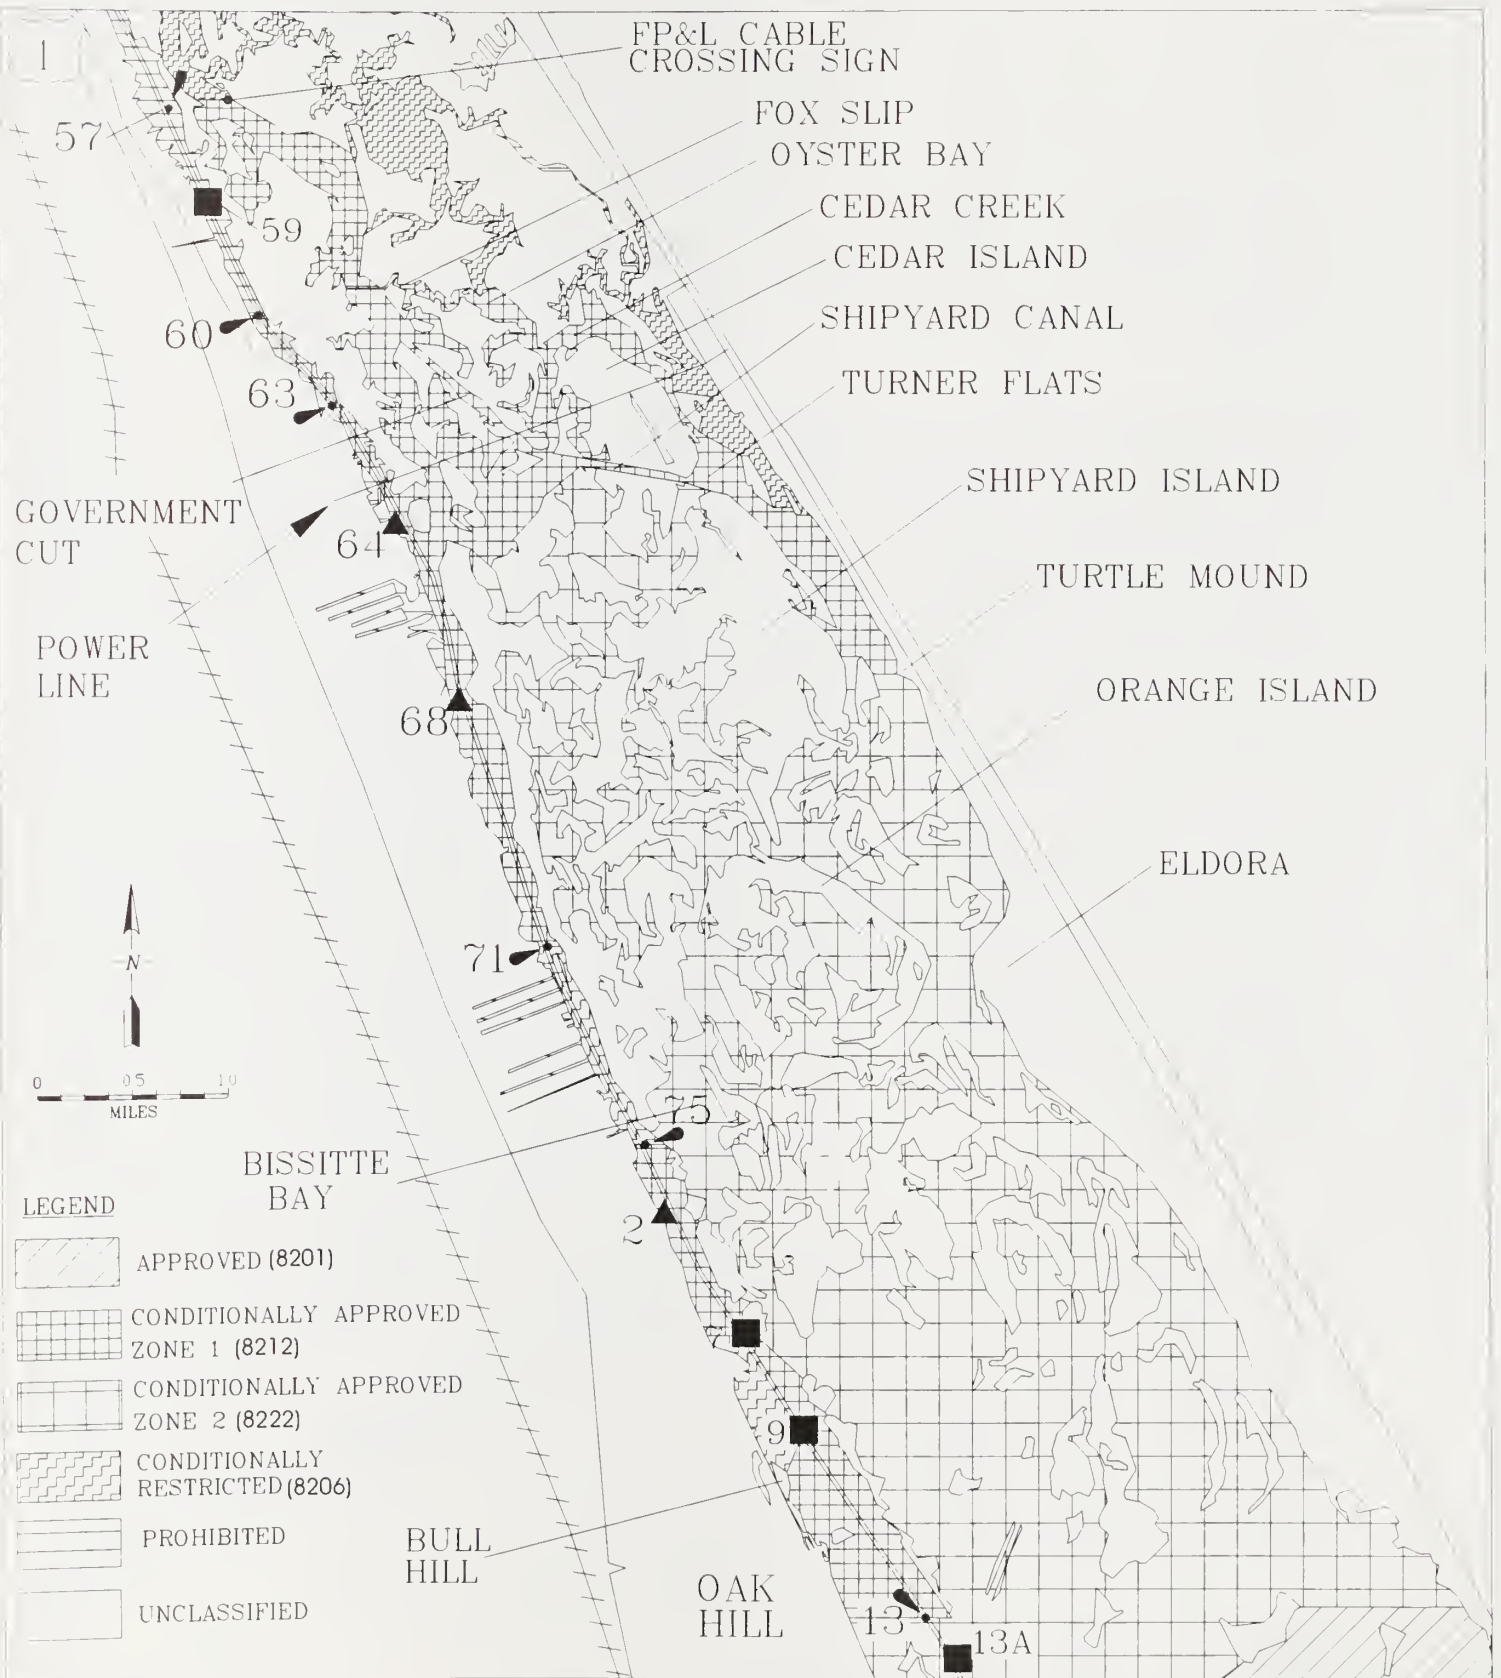 1
FP&L CABLE
CROSSING SIGN
FOX SLIP
57
OYSTER BAY
CEDAR CREEK
59
CEDAR ISLAND
SHIPYARD CANAL
60
TURNER FLATS
63
SHIPYARD ISLAND
GOVERNMENT
CUT
64
TURTLE MOUND
POWER
LINE
ORANGE ISLAND
68
ELDORA
71
N
0 0.5 1.0
MILES
75
BISSITTE
BAY
2
LEGEND
APPROVED (8201)
CONDITIONALLY APPROVED
ZONE 1 (8212)
7
CONDITIONALLY APPROVED
ZONE 2 (8222)
9
CONDITIONALLY
RESTRICTED (8206)
PROHIBITED
BULL
HILL
OAK
HILL
UNCLASSIFIED
13
13A